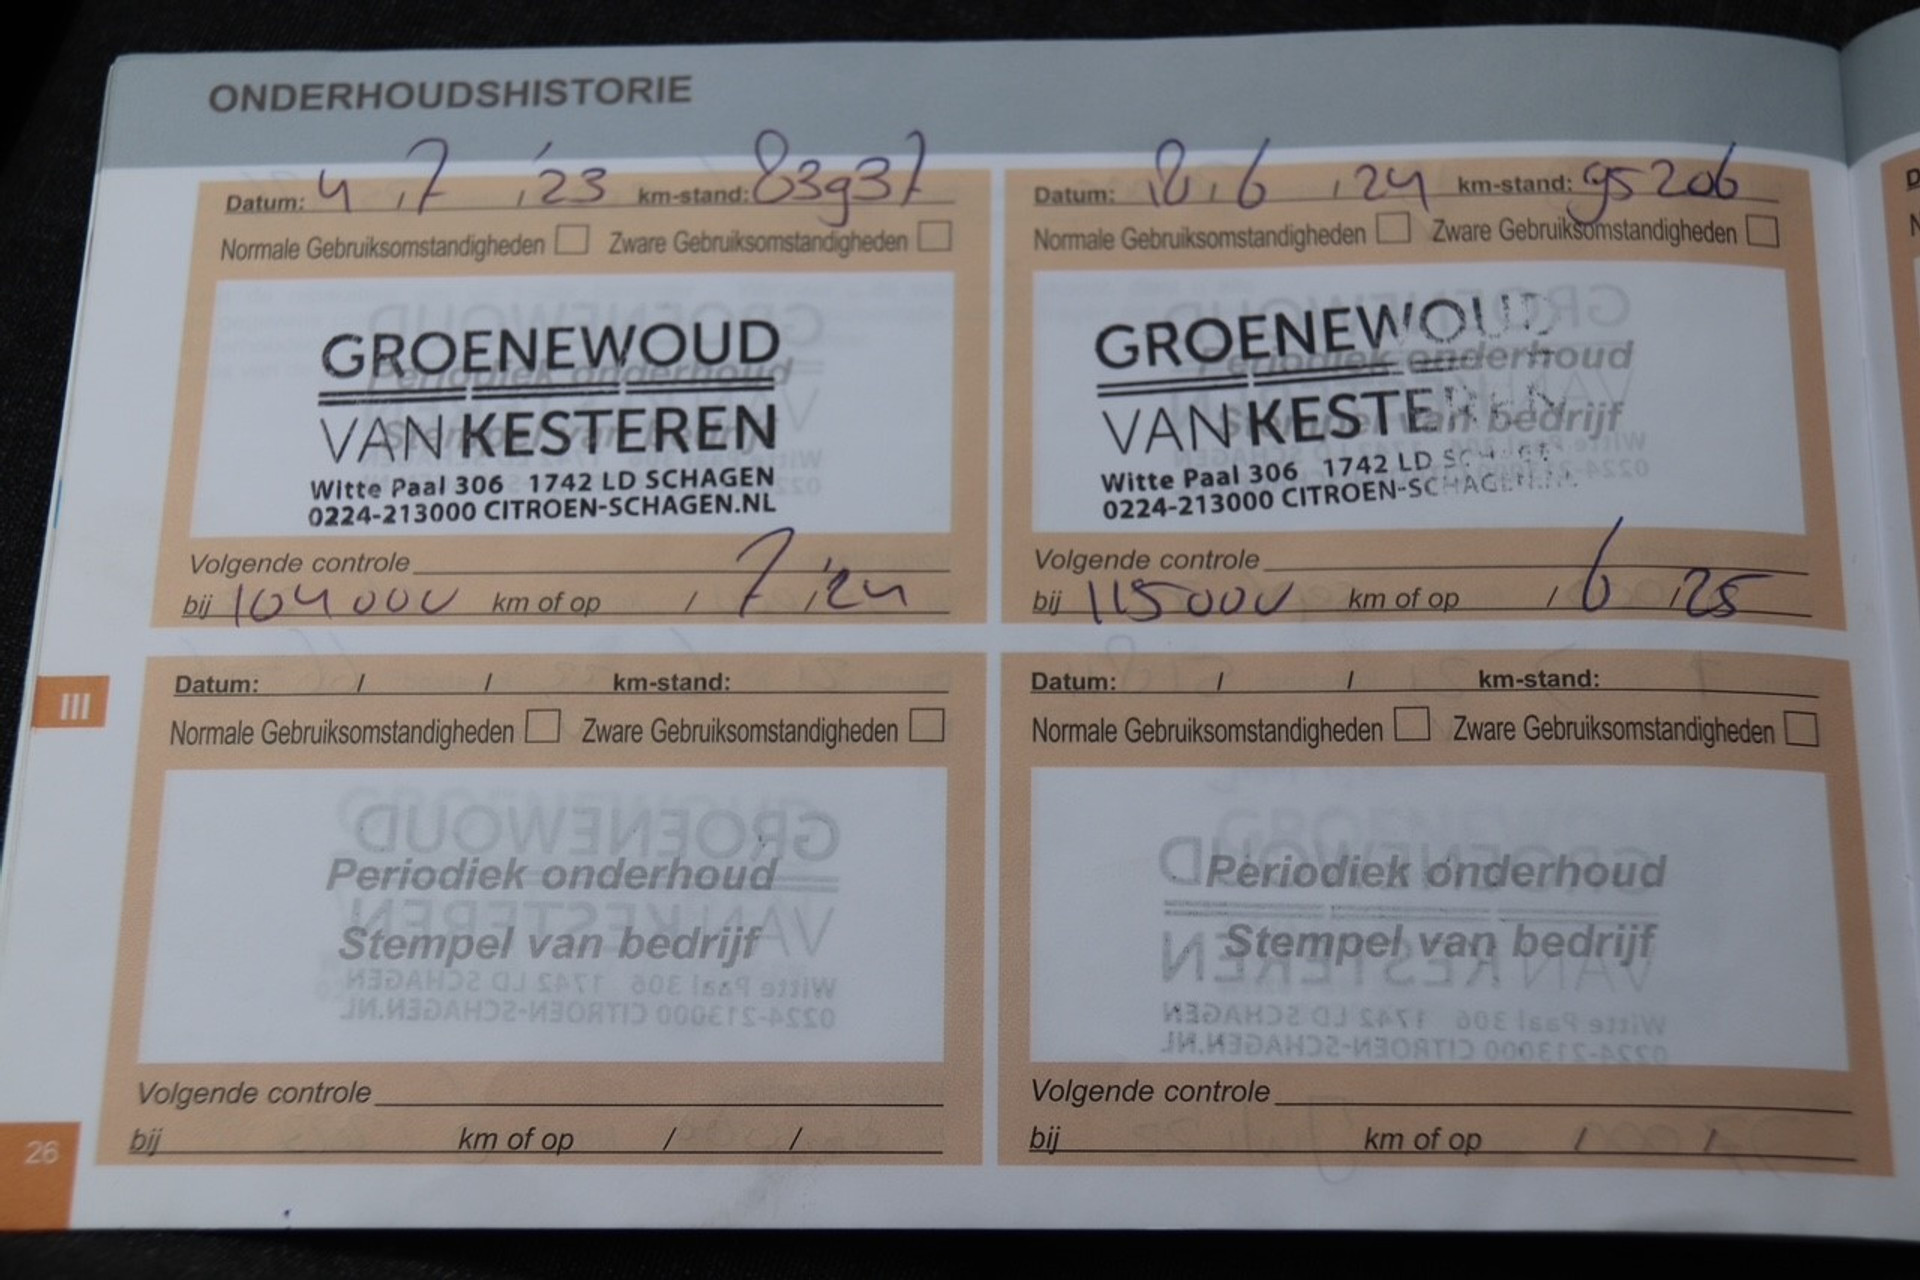 ONDERHOUDSHISTORIE
Datum: 4 / 7 / '23 km-stand: 83937
Normale Gebruiksomstandigheden Zware Gebruiksomstandigheden
GROENEWOUD
VAN KESTEREN
Witte Paal 306 1742 LD SCHAGEN
0224-213000 CITROEN-SCHAGEN.NL
Volgende controle
bij 104000 km of op / 7 / '24
Datum: 18 / 6 / 24 km-stand: 95206
Normale Gebruiksomstandigheden Zware Gebruiksomstandigheden
GROENEWOUD
Periodiek onderhoud
VAN KESTEREN
Stempel van bedrijf
Witte Paal 306 1742 LD SCHAGEN
0224-213000 CITROEN-SCHAGEN.NL
Volgende controle
bij 115000 km of op / 6 / 25
III
Datum: / / km-stand:
Normale Gebruiksomstandigheden Zware Gebruiksomstandigheden
Periodiek onderhoud
Stempel van bedrijf
Volgende controle
bij km of op / /
Datum: / / km-stand:
Normale Gebruiksomstandigheden Zware Gebruiksomstandigheden
Periodiek onderhoud
Stempel van bedrijf
Volgende controle
bij km of op / /
26